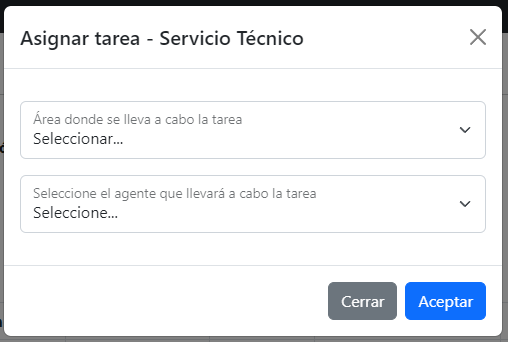 Asignar tarea - Servicio Técnico
Área donde se lleva a cabo la tarea
Seleccionar...
Seleccione el agente que llevará a cabo la tarea
Seleccione...
Cerrar
Aceptar